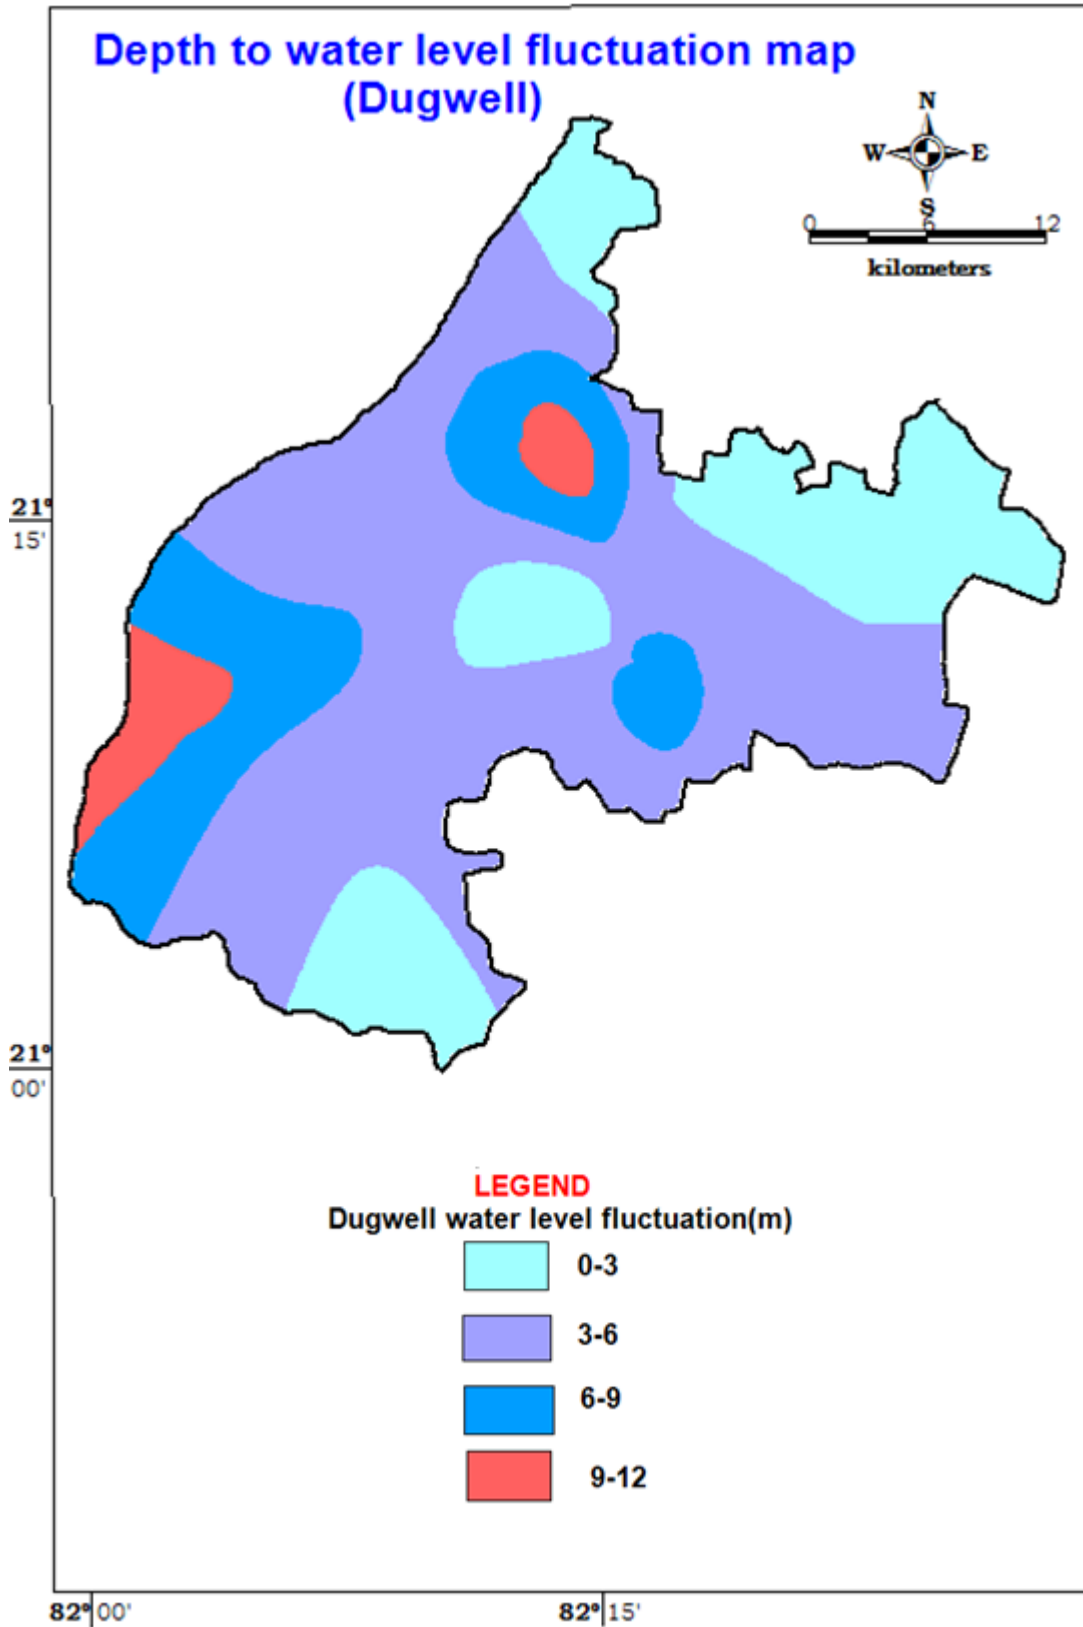 Depth to water level fluctuation map
(Dugwell)
N
W E
S
0 6 12
kilometers
21°
15'
21°
00'
LEGEND
Dugwell water level fluctuation(m)
0-3
3-6
6-9
9-12
82° 00' 82° 15'